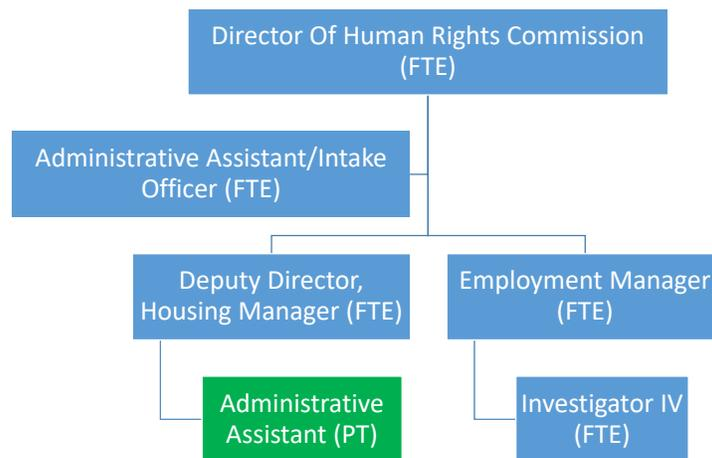 Director Of Human Rights Commission
(FTE)
Administrative Assistant/Intake
Officer (FTE)
Deputy Director,
Housing Manager (FTE)
Employment Manager
(FTE)
Administrative
Assistant (PT)
Investigator IV
(FTE)